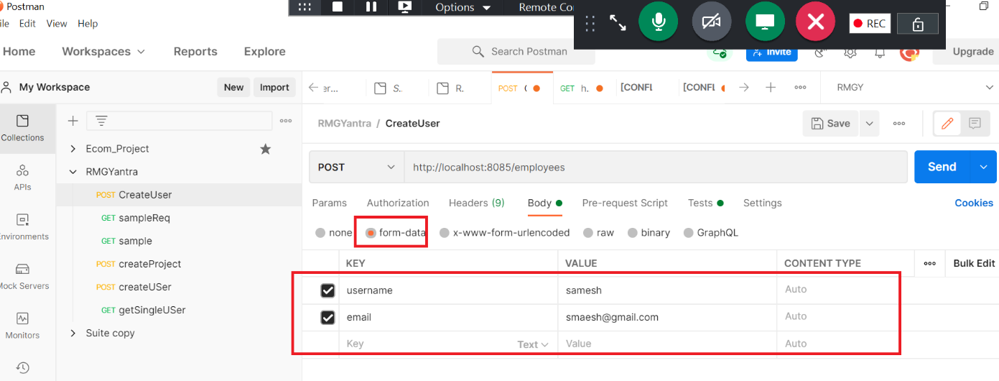 Postman
Options
Remote Co
REC
ile Edit View Help
Home Workspaces Reports Explore
Search Postman
Invite
Upgrade
My Workspace
New Import
er...
S..
R.
POST
GET h.
[CONFL
[CONFL
RMGY
Collections
APIs
Environments
Mock Servers
Monitors
Ecom_Project
RMGYantra
POST CreateUser
GET sampleReq
GET sample
POST createProject
POST createUSer
GET getSingleUSer
Suite copy
RMGYantra / CreateUser
Save
POST http://localhost:8085/employees
Send
Params Authorization Headers (9) Body Pre-request Script Tests Settings
Cookies
none form-data x-www-form-urlencoded raw binary GraphQL
KEY VALUE CONTENT TYPE Bulk Edit
username samesh Auto
email smaesh@gmail.com Auto
Key Text Value Auto